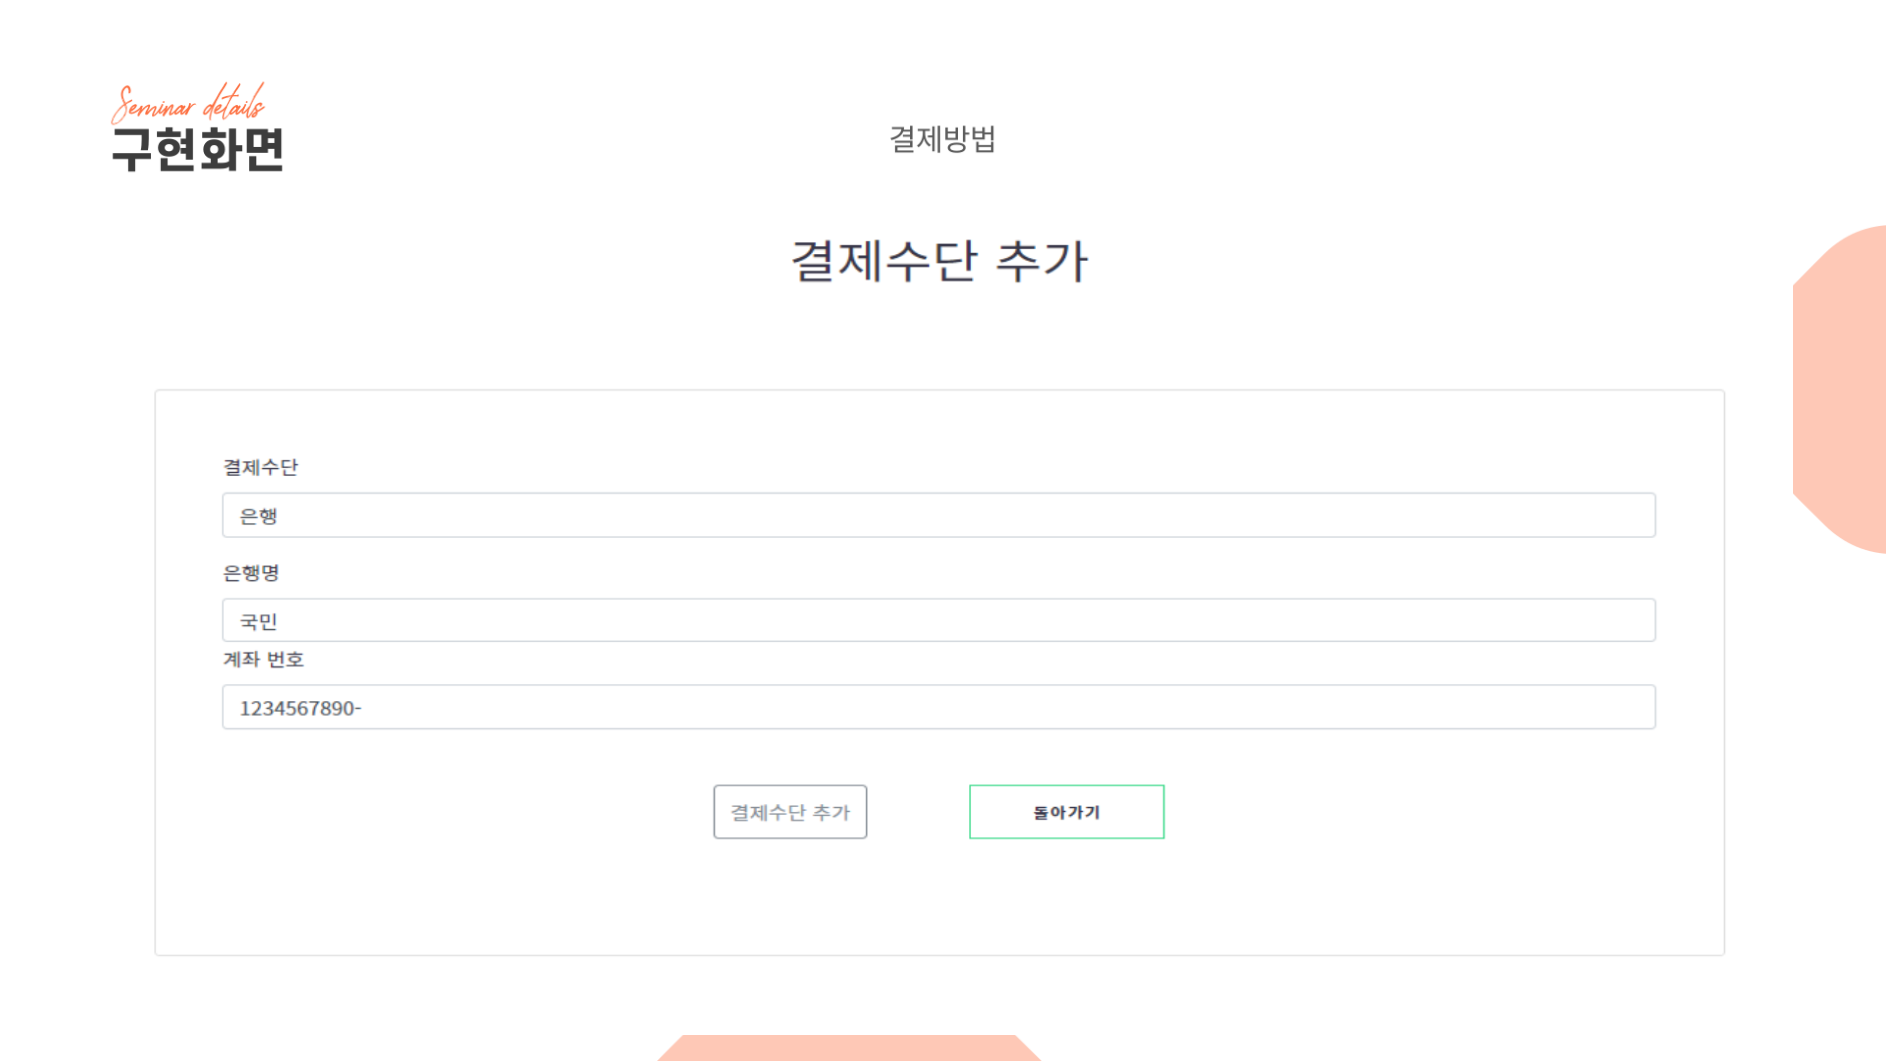 Seminar details
구현화면
결제방법
결제수단 추가
결제수단
은행
은행명
국민
계좌 번호
1234567890-
결제수단 추가
돌아가기